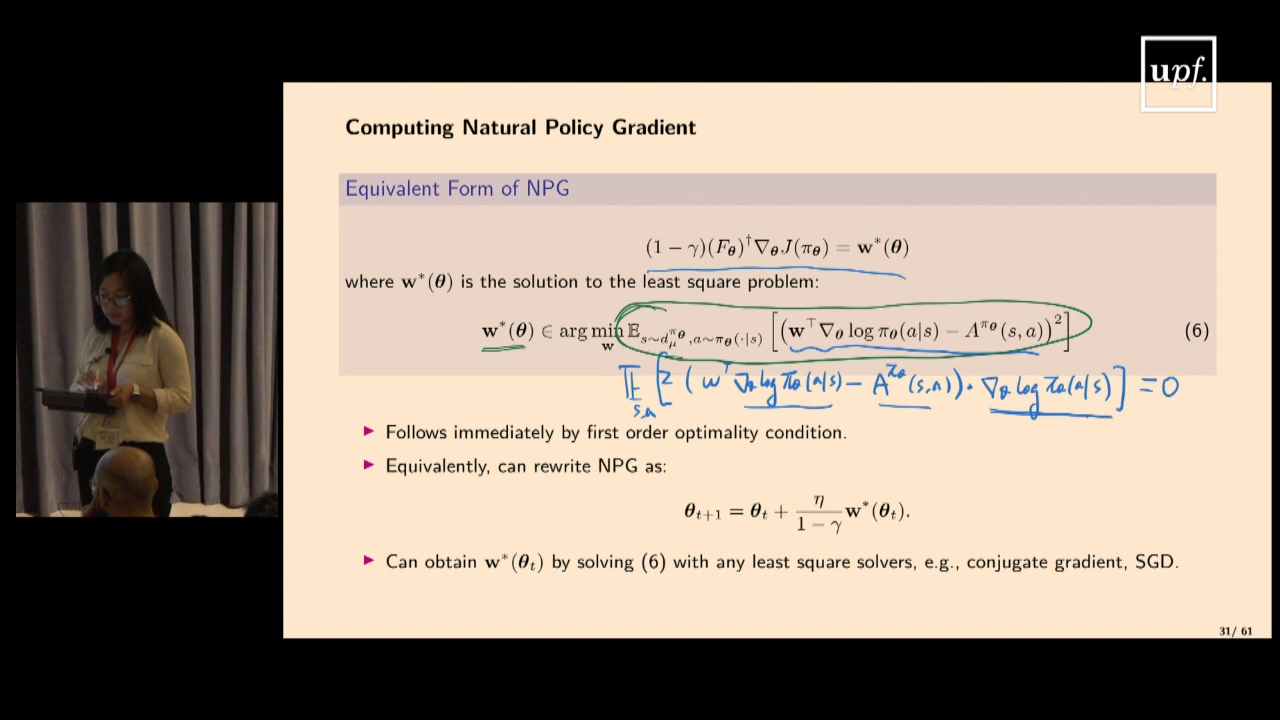 upf.
Computing Natural Policy Gradient
Equivalent Form of NPG
(1 − γ)(F_θ)^† ∇_θ J(π_θ) = w*(θ)
where w*(θ) is the solution to the least square problem:
w*(θ) ∈ arg min_w E_{s∼d_μ^{π_θ}, a∼π_θ(·|s)} [(w^⊤ ∇_θ log π_θ(a|s) − A^{π_θ}(s, a))^2] (6)
E_{s,a} [2 (w^T ∇_θ log π_θ(a|s) − A^{π_θ}(s,a)) · ∇_θ log π_θ(a|s)] = 0
▶ Follows immediately by first order optimality condition.
▶ Equivalently, can rewrite NPG as:
θ_{t+1} = θ_t + η/(1 − γ) w*(θ_t).
▶ Can obtain w*(θ_t) by solving (6) with any least square solvers, e.g., conjugate gradient, SGD.
31/ 61